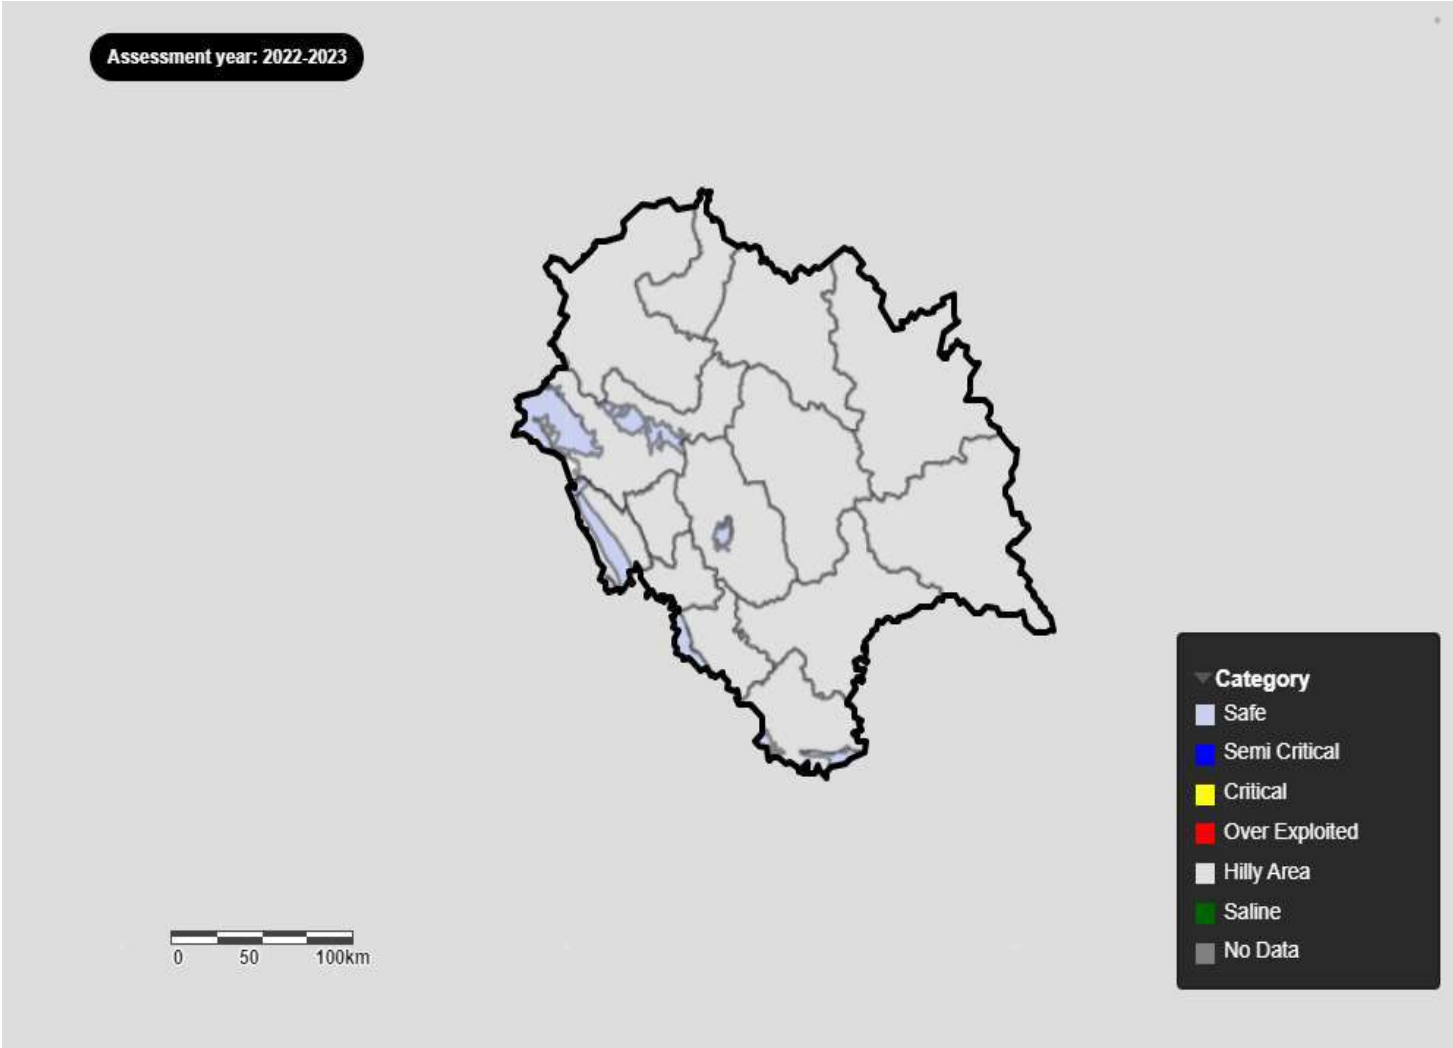 Assessment year: 2022-2023
Category
Safe
Semi Critical
Critical
Over Exploited
Hilly Area
Saline
No Data
0 50 100km